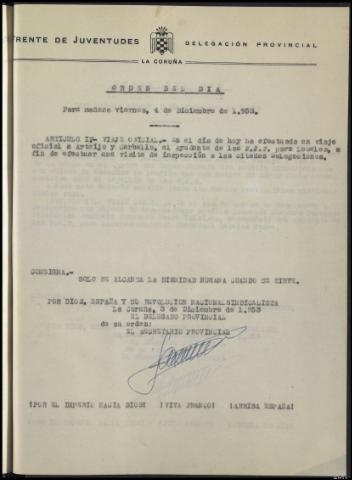 FRENTE DE JUVENTUDES DELEGACIÓN PROVINCIAL
LA CORUÑA
ORDEN DEL DIA
Para mañana viernes, 4 de Diciembre de 1.953.
ARTICULO 1º- VIAJE OFICIAL.- En el día de hoy ha efectuado un viaje
oficial a Arteijo y Carballo, el Ayudante de las F.J.F. para Locales, a
fin de efectuar una visita de inspección a las citadas Delegaciones.
CONSIGNA.-
SOLO SE ALCANZA LA DIGNIDAD HUMANA CUANDO SE SIRVE.
POR DIOS, ESPAÑA Y SU REVOLUCION NACIONALSINDICALISTA
La Coruña, 3 de Diciembre de 1.953
EL DELEGADO PROVINCIAL
de su orden:
EL SECRETARIO PROVINCIAL
¡POR EL IMPERIO HACIA DIOS! ¡VIVA FRANCO! ¡ARRIBA ESPAÑA!